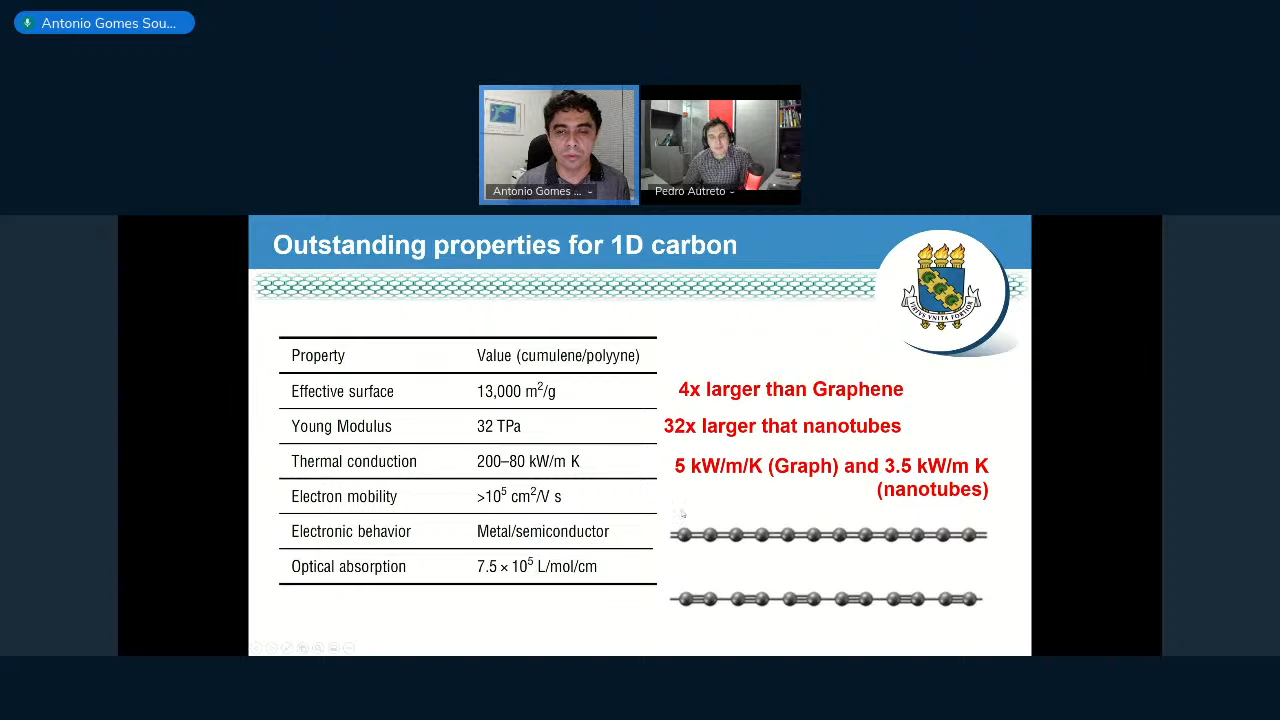 Antonio Gomes Sou...
Antonio Gomes ...
Pedro Autreto
Outstanding properties for 1D carbon
VIRTVS VNITA FORTIOR
Property Value (cumulene/polyyne)
Effective surface 13,000 m²/g
4x larger than Graphene
Young Modulus 32 TPa
32x larger that nanotubes
Thermal conduction 200–80 kW/m K
5 kW/m/K (Graph) and 3.5 kW/m K
(nanotubes)
Electron mobility >10⁵ cm²/V s
Electronic behavior Metal/semiconductor
Optical absorption 7.5 × 10⁵ L/mol/cm